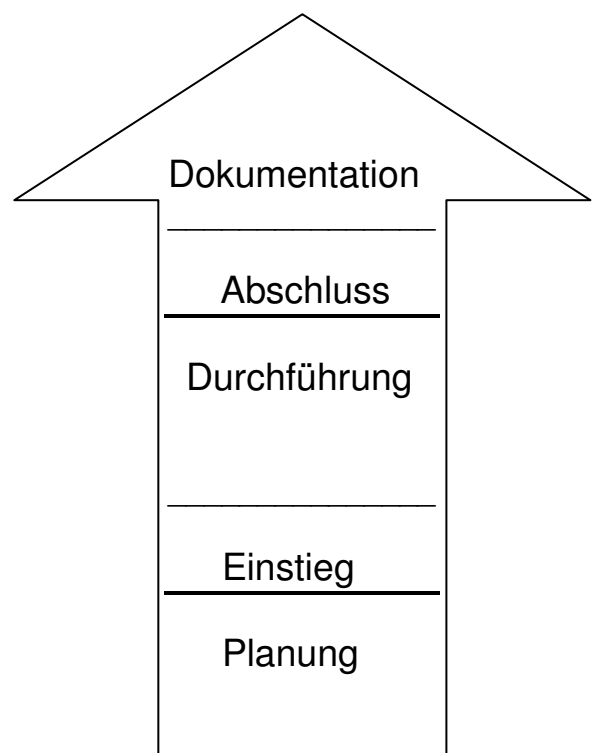 Dokumentation
Abschluss
Durchführung
Einstieg
Planung